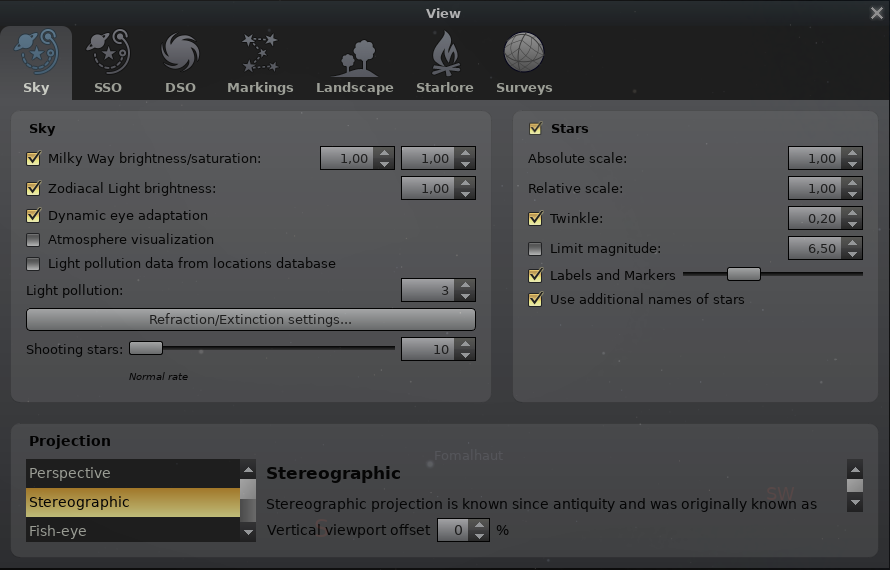 View
Sky SSO DSO Markings Landscape Starlore Surveys
Sky
Milky Way brightness/saturation: 1,00 1,00
Zodiacal Light brightness: 1,00
Dynamic eye adaptation
Atmosphere visualization
Light pollution data from locations database
Light pollution: 3
Refraction/Extinction settings...
Shooting stars: 10
Normal rate
Stars
Absolute scale: 1,00
Relative scale: 1,00
Twinkle: 0,20
Limit magnitude: 6,50
Labels and Markers
Use additional names of stars
Projection
Perspective
Stereographic
Fish-eye
Fomalhaut
Stereographic
SW
Stereographic projection is known since antiquity and was originally known as
Vertical viewport offset 0 %